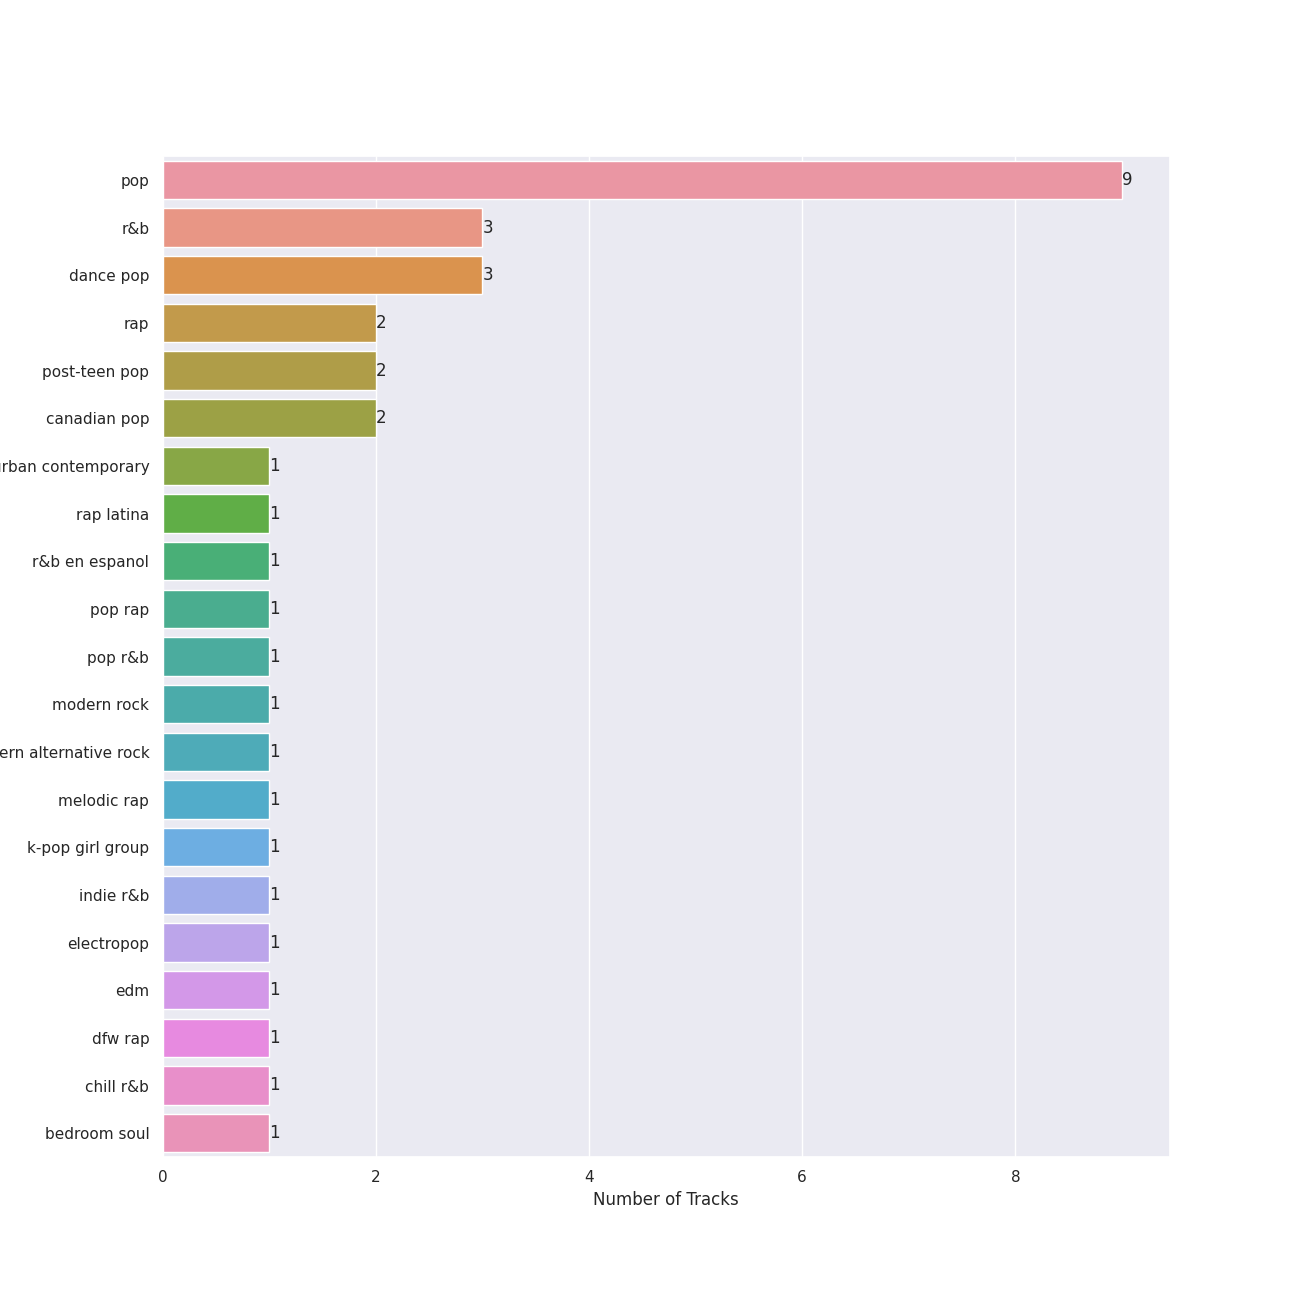 pop 9
r&b 3
dance pop 3
rap 2
post-teen pop 2
canadian pop 2
rban contemporary 1
rap latina 1
r&b en espanol 1
pop rap 1
pop r&b 1
modern rock 1
ern alternative rock 1
melodic rap 1
k-pop girl group 1
indie r&b 1
electropop 1
edm 1
dfw rap 1
chill r&b 1
bedroom soul 1
0 2 4 6 8
Number of Tracks